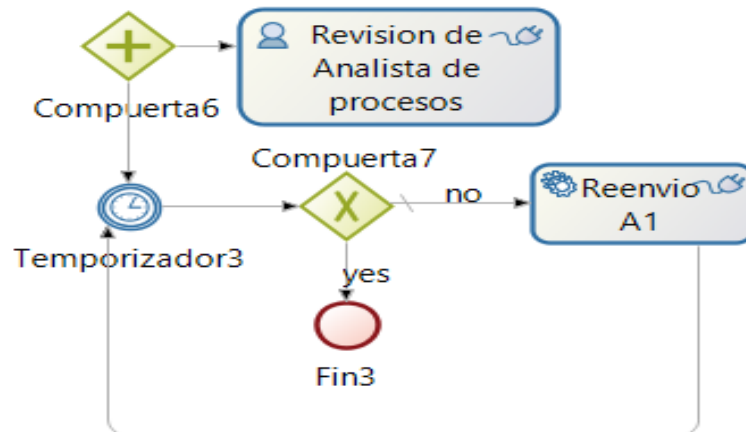 Revision de
Analista de
procesos
Compuerta6
Compuerta7
no
Reenvio
A1
Temporizador3
yes
Fin3